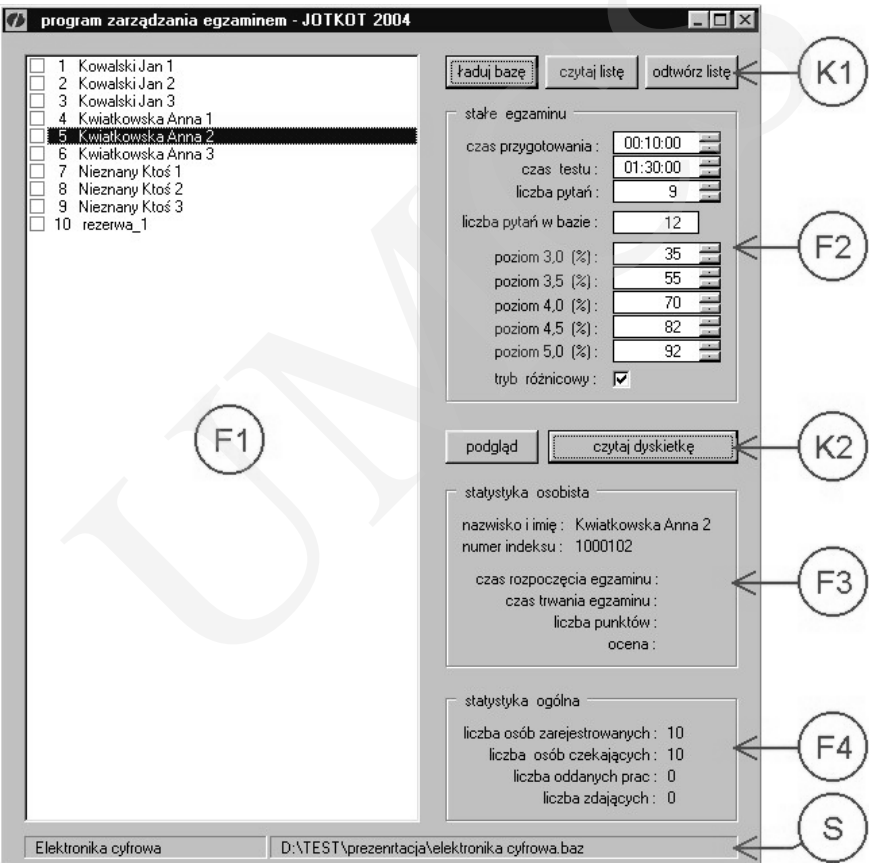 program zarządzania egzaminem - JOTKOT 2004
1 Kowalski Jan 1
2 Kowalski Jan 2
3 Kowalski Jan 3
4 Kwiatkowska Anna 1
5 Kwiatkowska Anna 2
6 Kwiatkowska Anna 3
7 Nieznany Ktoś 1
8 Nieznany Ktoś 2
9 Nieznany Ktoś 3
10 rezerwa_1
F1
ładuj bazę czytaj listę odtwórz listę
K1
stałe egzaminu
czas przygotowania : 00:10:00
czas testu : 01:30:00
liczba pytań : 9
liczba pytań w bazie : 12
poziom 3,0 (%) : 35
poziom 3,5 (%) : 55
poziom 4,0 (%) : 70
poziom 4,5 (%) : 82
poziom 5,0 (%) : 92
tryb różnicowy :
F2
podgląd czytaj dyskietkę
K2
statystyka osobista
nazwisko i imię : Kwiatkowska Anna 2
numer indeksu : 1000102
czas rozpoczęcia egzaminu :
czas trwania egzaminu :
liczba punktów :
ocena :
F3
statystyka ogólna
liczba osób zarejestrowanych : 10
liczba osób czekających : 10
liczba oddanych prac : 0
liczba zdających : 0
F4
Elektronika cyfrowa D:\TEST\prezenrtacja\elektronika cyfrowa.baz
S
UMCS